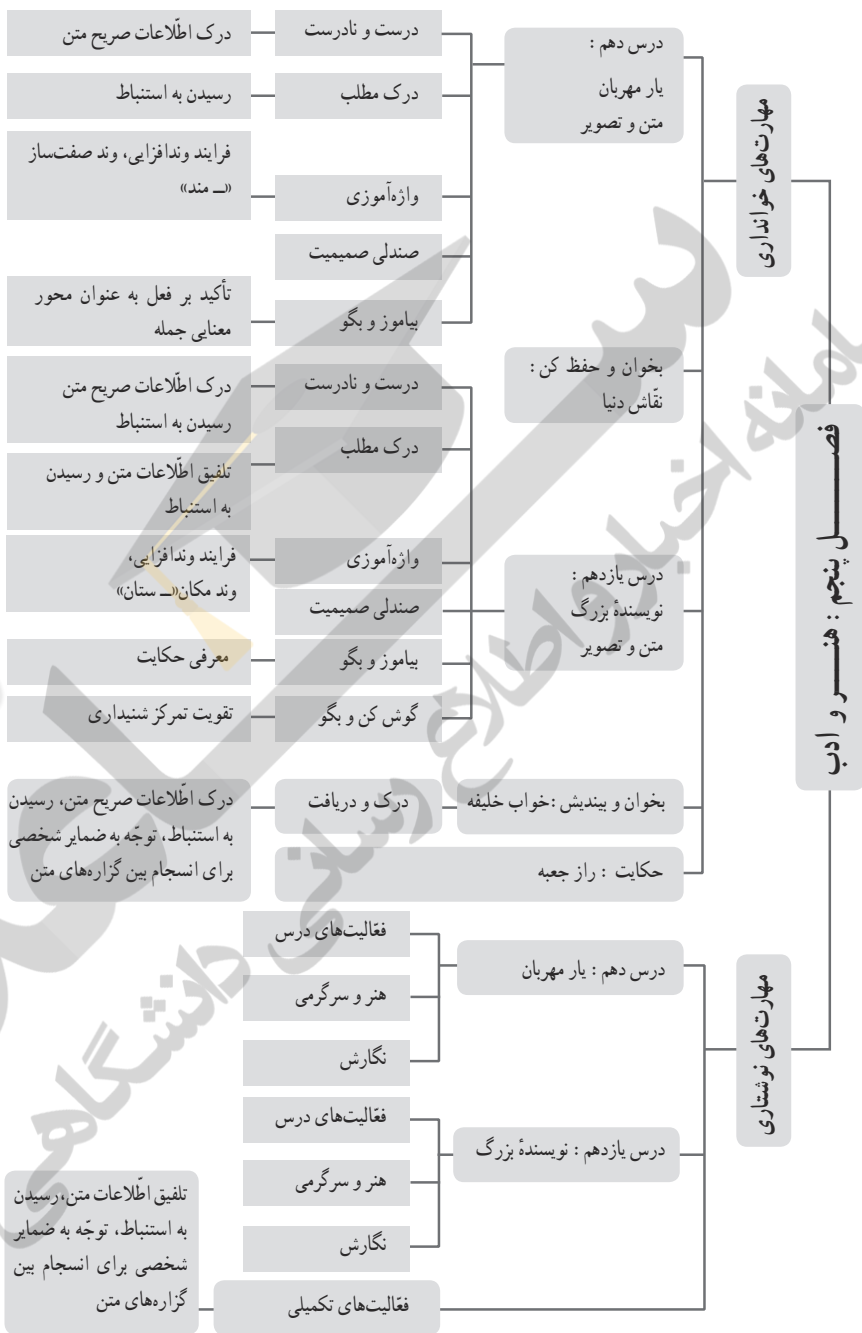 فصل پنجم : هنر و ادب
مهارت‌های خوانداری
درس دهم :
یار مهربان
متن و تصویر
درست و نادرست
درک اطّلاعات صریح متن
درک مطلب
رسیدن به استنباط
واژه‌آموزی
فرایند وندافزایی، وند صفت‌ساز
«ــ مند»
صندلی صمیمیت
بیاموز و بگو
تأکید بر فعل به عنوان محور
معنایی جمله
بخوان و حفظ کن :
نقّاش دنیا
درس یازدهم :
نویسندهٔ بزرگ
متن و تصویر
درست و نادرست
درک اطّلاعات صریح متن
رسیدن به استنباط
درک مطلب
تلفیق اطّلاعات متن و رسیدن
به استنباط
واژه‌آموزی
فرایند وندافزایی،
وند مکان«ــ ستان»
صندلی صمیمیت
بیاموز و بگو
معرفی حکایت
گوش کن و بگو
تقویت تمرکز شنیداری
بخوان و بیندیش :خواب خلیفه
درک و دریافت
درک اطّلاعات صریح متن، رسیدن
به استنباط، توجّه به ضمایر شخصی
برای انسجام بین گزاره‌های متن
حکایت : راز جعبه
مهارت‌های نوشتاری
درس دهم : یار مهربان
فعّالیت‌های درس
هنر و سرگرمی
نگارش
درس یازدهم : نویسندهٔ بزرگ
فعّالیت‌های درس
هنر و سرگرمی
نگارش
فعّالیت‌های تکمیلی
تلفیق اطّلاعات متن،رسیدن
به استنباط، توجّه به ضمایر
شخصی برای انسجام بین
گزاره‌های متن